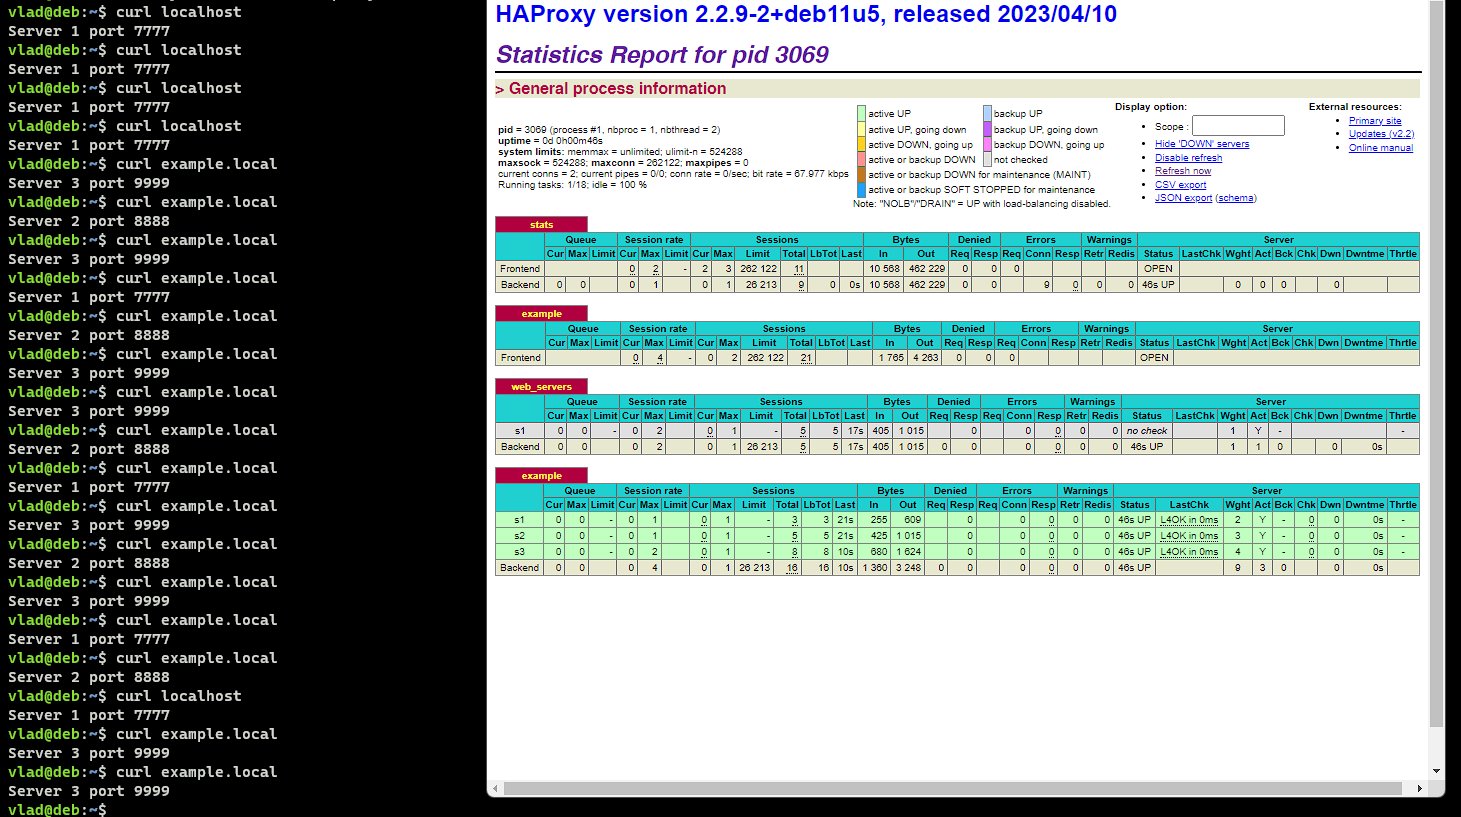 vlad@deb:~$ curl localhost
Server 1 port 7777
vlad@deb:~$ curl localhost
Server 1 port 7777
vlad@deb:~$ curl localhost
Server 1 port 7777
vlad@deb:~$ curl localhost
Server 1 port 7777
vlad@deb:~$ curl example.local
Server 3 port 9999
vlad@deb:~$ curl example.local
Server 2 port 8888
vlad@deb:~$ curl example.local
Server 3 port 9999
vlad@deb:~$ curl example.local
Server 1 port 7777
vlad@deb:~$ curl example.local
Server 2 port 8888
vlad@deb:~$ curl example.local
Server 3 port 9999
vlad@deb:~$ curl example.local
Server 3 port 9999
vlad@deb:~$ curl example.local
Server 2 port 8888
vlad@deb:~$ curl example.local
Server 1 port 7777
vlad@deb:~$ curl example.local
Server 3 port 9999
vlad@deb:~$ curl example.local
Server 2 port 8888
vlad@deb:~$ curl example.local
Server 3 port 9999
vlad@deb:~$ curl example.local
Server 1 port 7777
vlad@deb:~$ curl example.local
Server 2 port 8888
vlad@deb:~$ curl localhost
Server 1 port 7777
vlad@deb:~$ curl example.local
Server 3 port 9999
vlad@deb:~$ curl example.local
Server 3 port 9999
vlad@deb:~$
HAProxy version 2.2.9-2+deb11u5, released 2023/04/10
Statistics Report for pid 3069
> General process information
pid = 3069 (process #1, nbproc = 1, nbthread = 2)
uptime = 0d 0h00m46s
system limits: memmax = unlimited; ulimit-n = 524288
maxsock = 524288; maxconn = 262122; maxpipes = 0
current conns = 2; current pipes = 0/0; conn rate = 0/sec; bit rate = 67.977 kbps
Running tasks: 1/18; idle = 100 %
active UP backup UP
active UP, going down backup UP, going down
active DOWN, going up backup DOWN, going up
active or backup DOWN not checked
active or backup DOWN for maintenance (MAINT)
active or backup SOFT STOPPED for maintenance
Note: "NOLB"/"DRAIN" = UP with load-balancing disabled.
Display option:
Scope :
Hide 'DOWN' servers
Disable refresh
Refresh now
CSV export
JSON export (schema)
External resources:
Primary site
Updates (v2.2)
Online manual
stats
Queue Session rate Sessions Bytes Denied Errors Warnings Server
Cur Max Limit Cur Max Limit Cur Max Limit Total LbTot Last In Out Req Resp Req Conn Resp Retr Redis Status LastChk Wght Act Bck Chk Dwn Dwntme Thrtle
Frontend 0 2 - 2 3 262 122 11 10 568 462 229 0 0 0 OPEN
Backend 0 0 0 1 0 1 26 213 9 0 0s 10 568 462 229 0 0 9 0 0 0 46s UP 0 0 0 0
example
Queue Session rate Sessions Bytes Denied Errors Warnings Server
Cur Max Limit Cur Max Limit Cur Max Limit Total LbTot Last In Out Req Resp Req Conn Resp Retr Redis Status LastChk Wght Act Bck Chk Dwn Dwntme Thrtle
Frontend 0 4 - 0 2 262 122 21 1 765 4 263 0 0 0 OPEN
web_servers
Queue Session rate Sessions Bytes Denied Errors Warnings Server
Cur Max Limit Cur Max Limit Cur Max Limit Total LbTot Last In Out Req Resp Req Conn Resp Retr Redis Status LastChk Wght Act Bck Chk Dwn Dwntme Thrtle
s1 0 0 - 0 2 0 1 - 5 5 17s 405 1 015 0 0 0 0 0 no check 1 Y - -
Backend 0 0 0 2 0 1 26 213 5 5 17s 405 1 015 0 0 0 0 0 0 46s UP 1 1 0 0 0s
example
Queue Session rate Sessions Bytes Denied Errors Warnings Server
Cur Max Limit Cur Max Limit Cur Max Limit Total LbTot Last In Out Req Resp Req Conn Resp Retr Redis Status LastChk Wght Act Bck Chk Dwn Dwntme Thrtle
s1 0 0 - 0 1 0 1 - 3 3 21s 255 609 0 0 0 0 0 46s UP L4OK in 0ms 2 Y - 0 0 0s -
s2 0 0 - 0 1 0 1 - 5 5 21s 425 1 015 0 0 0 0 0 46s UP L4OK in 0ms 3 Y - 0 0 0s -
s3 0 0 - 0 2 0 1 - 8 8 10s 680 1 624 0 0 0 0 0 46s UP L4OK in 0ms 4 Y - 0 0 0s -
Backend 0 0 0 4 0 1 26 213 16 16 10s 1 360 3 248 0 0 0 0 0 0 46s UP 9 3 0 0 0s